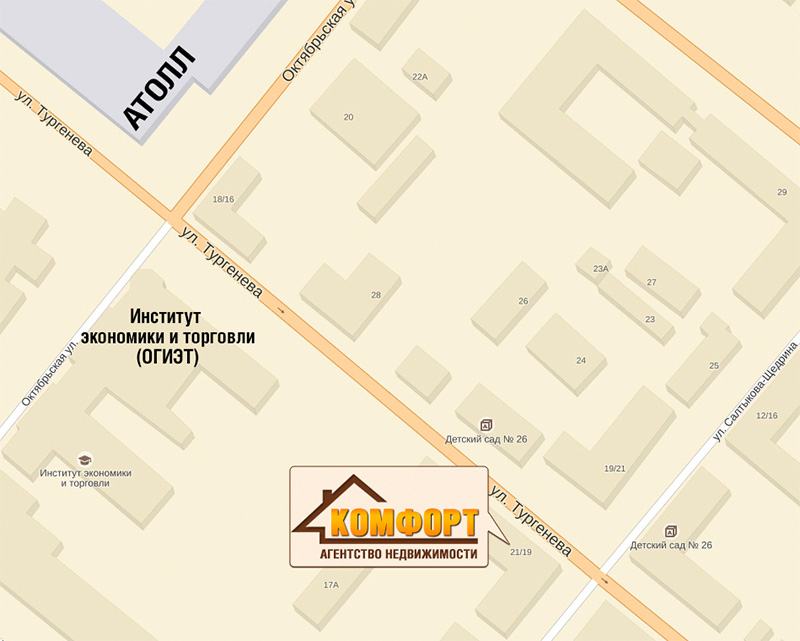 Октябрьская у
22А
АТОЛЛ
ул. Тургенева
20
29
18/16
ул. Тургенева
23А
27
28
26
23
Институт
экономики и торговли
(ОГИЭТ)
24
25
Октябрьская ул.
ул. Салтыкова-Щедрина
12/16
Детский сад № 26
19/21
Институт экономики
и торговли
КОМФОРТ
АГЕНТСТВО НЕДВИЖИМОСТИ
ул. Тургенева
21/19
Детский сад № 26
17А